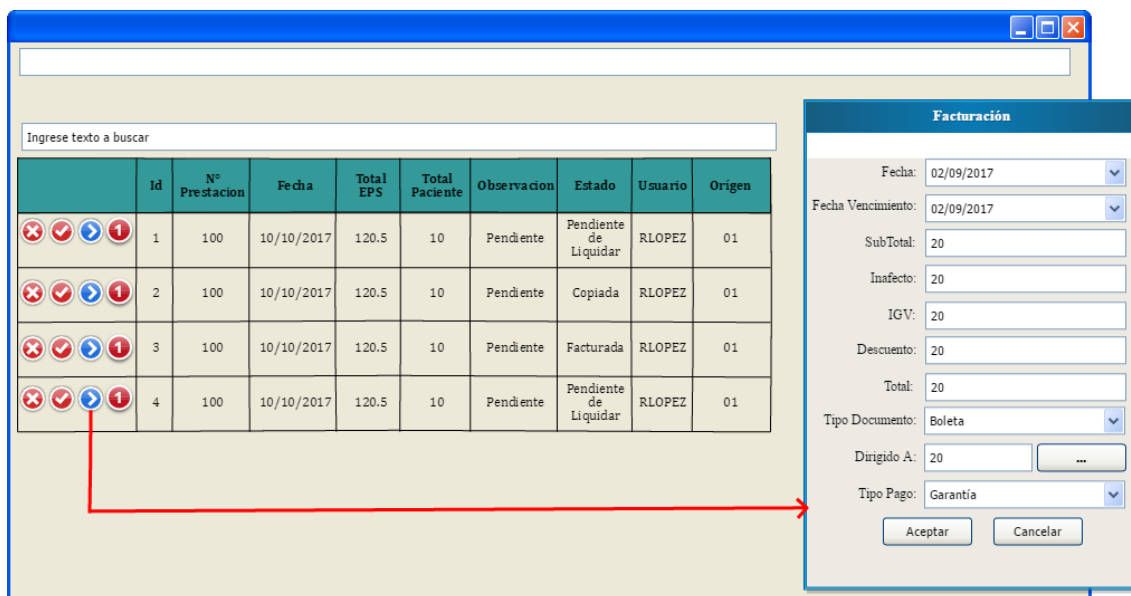 Ingrese texto a buscar
Id N° Prestacion Fecha Total EPS Total Paciente Observacion Estado Usuario Orígen
1 1 100 10/10/2017 120.5 10 Pendiente Pendiente de Liquidar RLOPEZ 01
1 2 100 10/10/2017 120.5 10 Pendiente Copiada RLOPEZ 01
1 3 100 10/10/2017 120.5 10 Pendiente Facturada RLOPEZ 01
1 4 100 10/10/2017 120.5 10 Pendiente Pendiente de Liquidar RLOPEZ 01
Facturación
Fecha: 02/09/2017
Fecha Vencimiento: 02/09/2017
SubTotal: 20
Inafecto: 20
IGV: 20
Descuento: 20
Total: 20
Tipo Documento: Boleta
Dirigido A: 20 ...
Tipo Pago: Garantía
Aceptar Cancelar